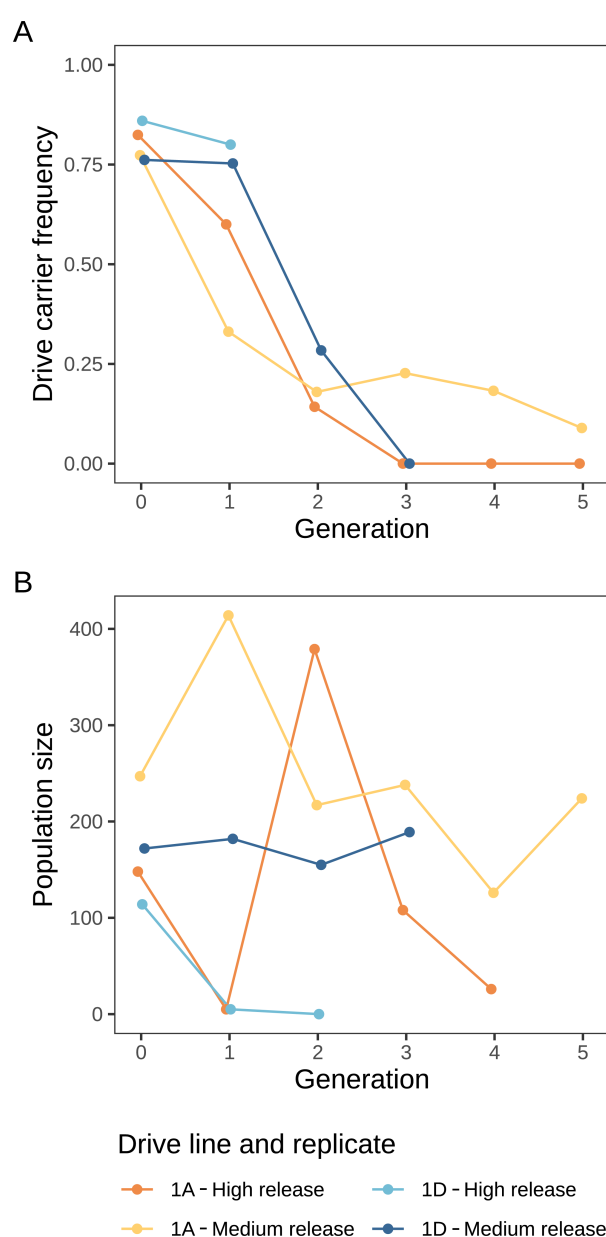 A
1.00
0.75
0.50
0.25
0.00
Drive carrier frequency
0 1 2 3 4 5
Generation
B
400
300
200
100
0
Population size
0 1 2 3 4 5
Generation
Drive line and replicate
1A - High release 1D - High release
1A - Medium release 1D - Medium release